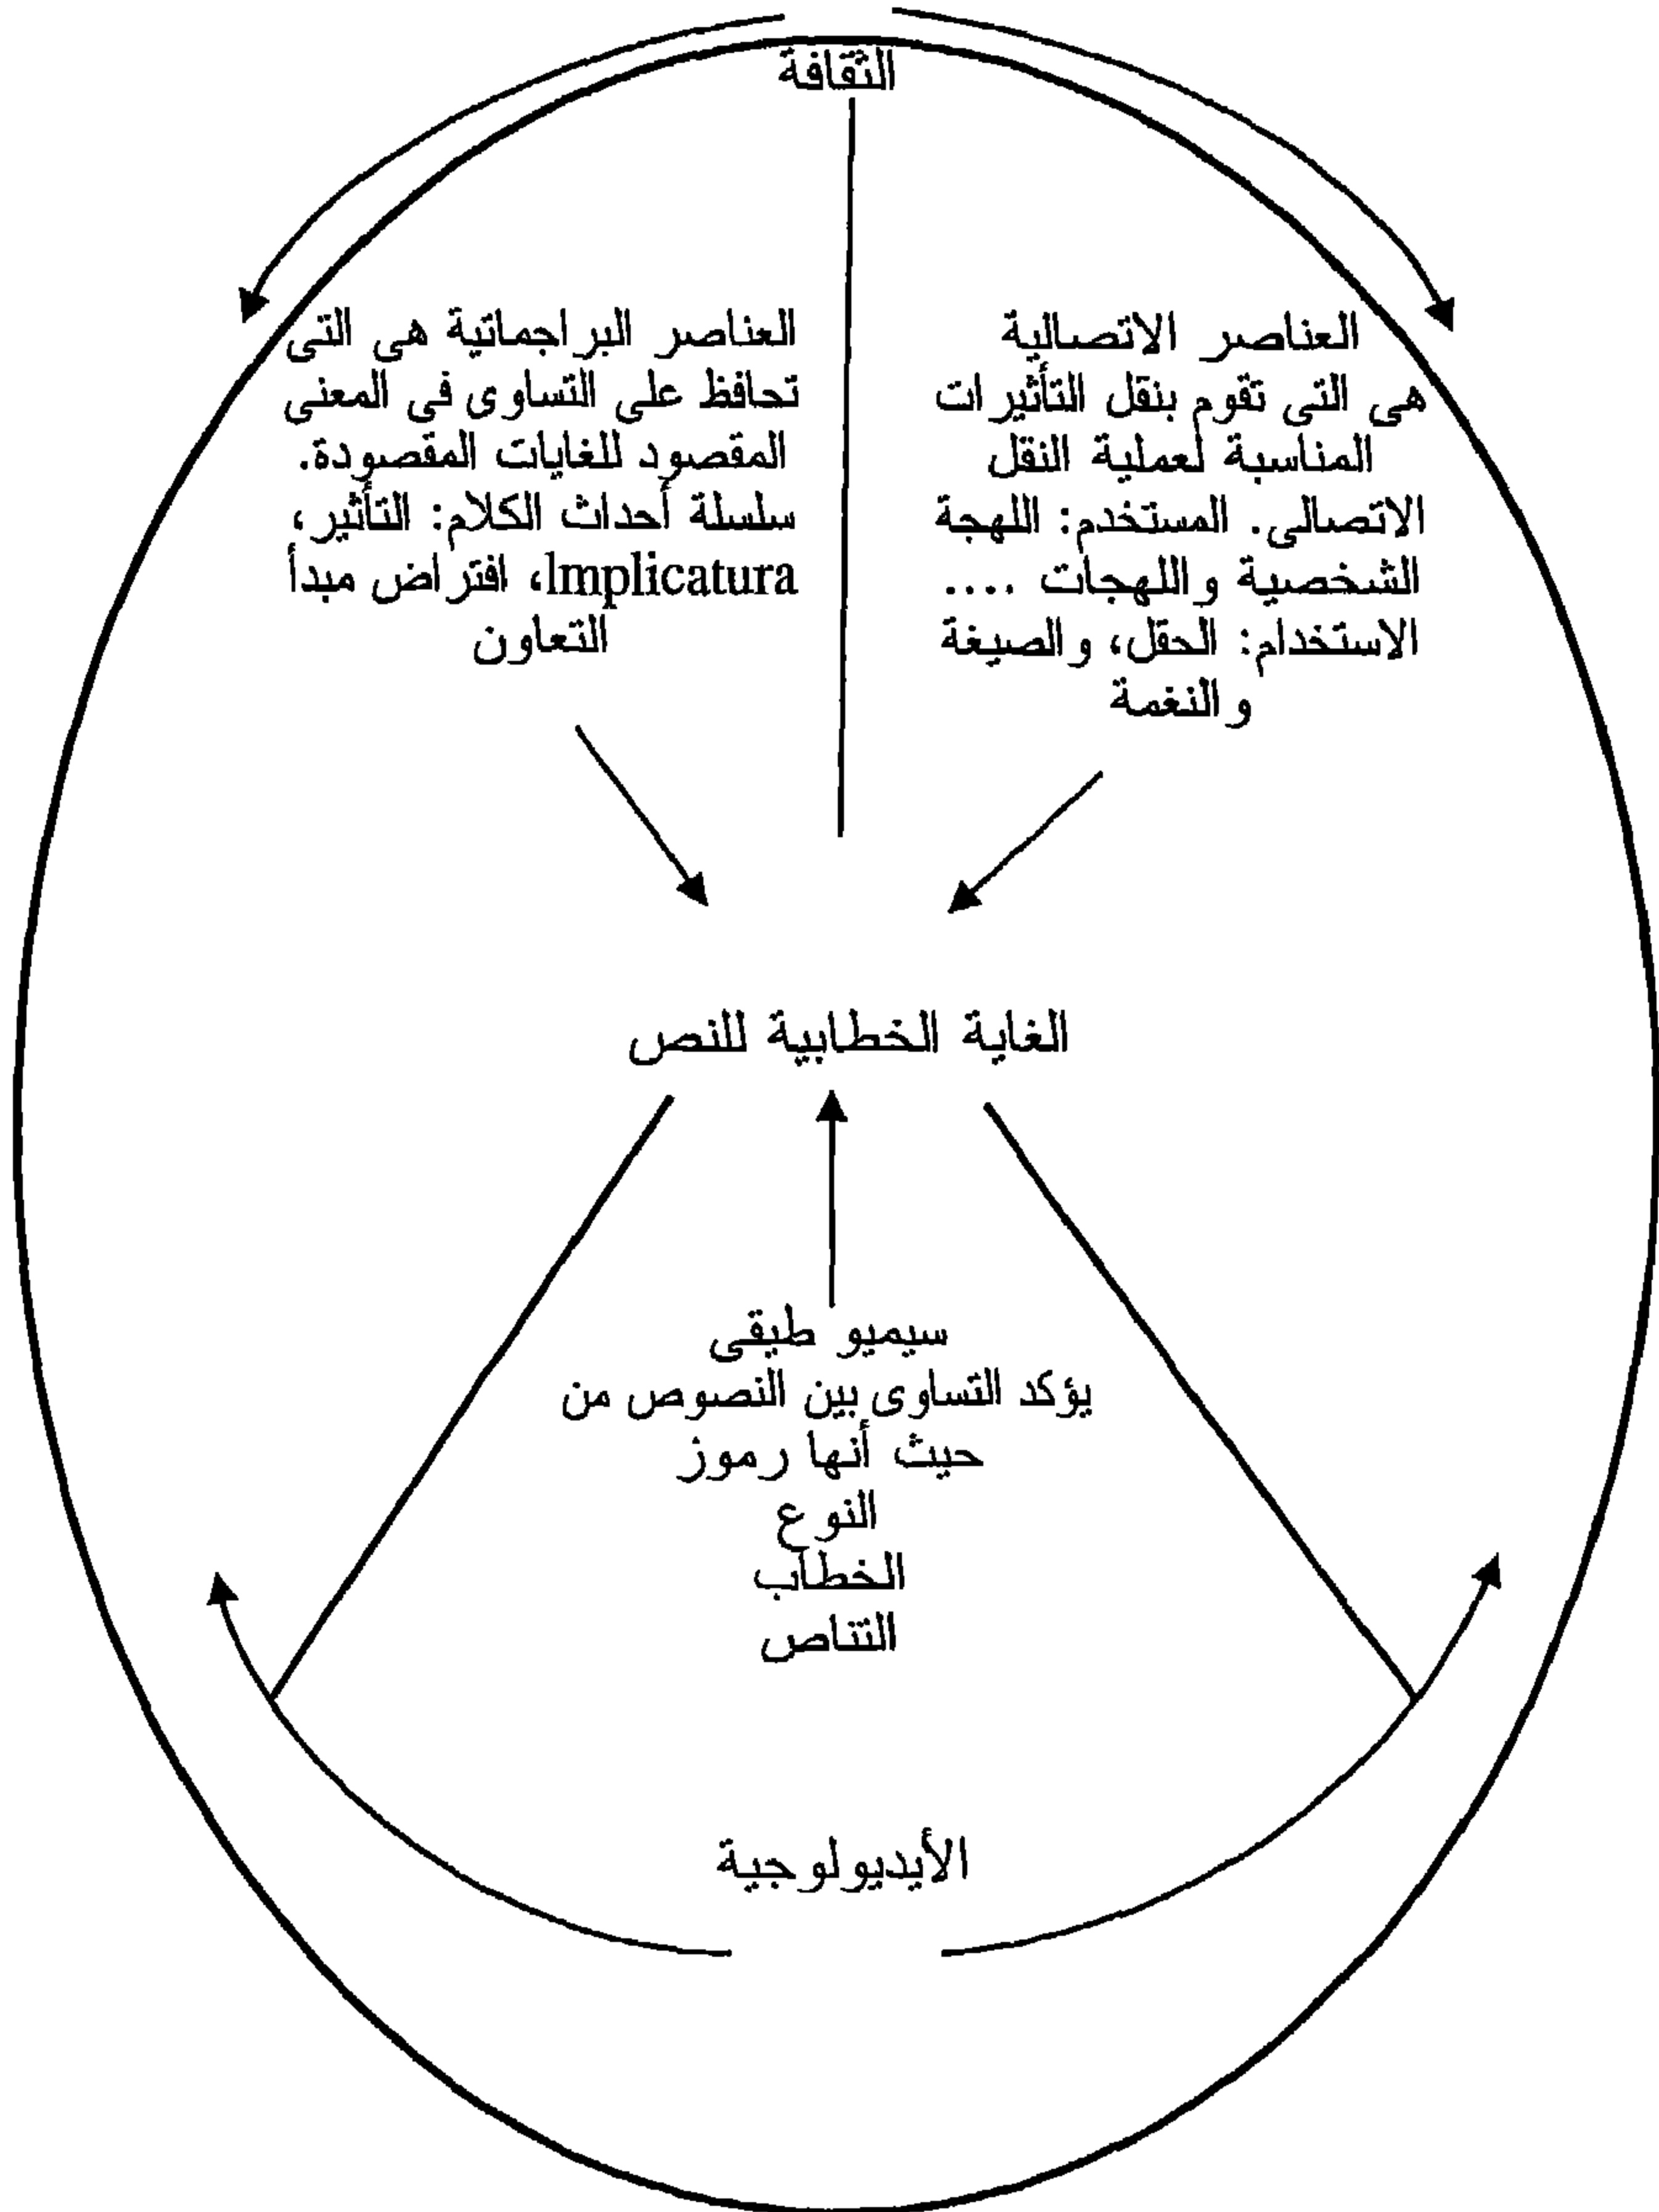 الثقافة
العناصر الاتصالية
هى التى تقوم بنقل التأثيرات
المناسبة لعملية النقل
الاتصالى. المستخدم: اللهجة
الشخصية واللهجات ....
الاستخدام: الحقل، والصيغة
والنغمة
العناصر البراجماتية هى التى
تحافظ على التساوى فى المعنى
المقصود للغايات المقصودة.
سلسلة أحداث الكلام: التأثير،
Implicatura، افتراض مبدأ
التعاون
الغاية الخطابية للنص
سيميو طيقى
يؤكد التساوى بين النصوص من
حيث أنها رموز
النوع
الخطاب
التناص
الأيديولوجية